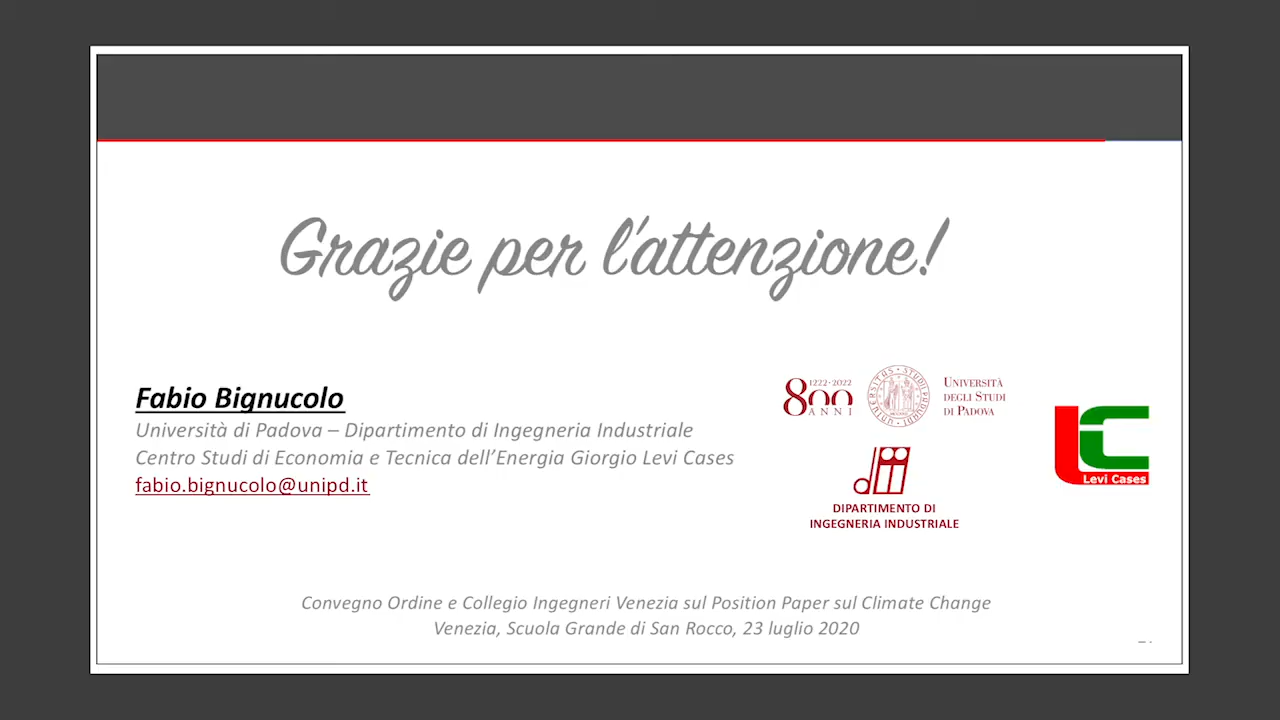 Grazie per l'attenzione!
Fabio Bignucolo
Università di Padova – Dipartimento di Ingegneria Industriale
Centro Studi di Economia e Tecnica dell'Energia Giorgio Levi Cases
fabio.bignucolo@unipd.it
1222·2022
800
ANNI
UNIVERSITÀ
DEGLI STUDI
DI PADOVA
DIPARTIMENTO DI
INGEGNERIA INDUSTRIALE
Levi Cases
Convegno Ordine e Collegio Ingegneri Venezia sul Position Paper sul Climate Change
Venezia, Scuola Grande di San Rocco, 23 luglio 2020